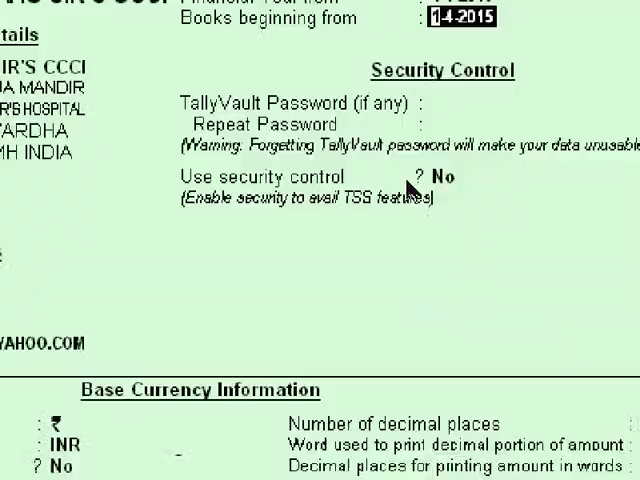 Books beginning from : 1-4-2015
tails
IR'S CCCI
JA MANDIR
R'S HOSPITAL
'ARDHA
MH INDIA
YAHOO.COM
Security Control
TallyVault Password (if any) :
Repeat Password :
(Warning: Forgetting TallyVault password will make your data unusable
Use security control ? No
(Enable security to avail TSS features)
Base Currency Information
: ₹
: INR
? No
Number of decimal places :
Word used to print decimal portion of amount :
Decimal places for printing amount in words :